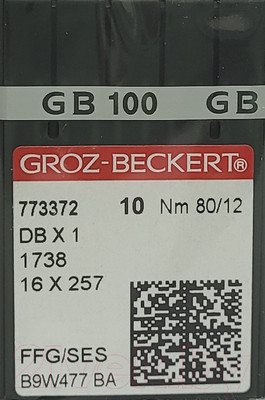 GB 100 GB
GROZ-BECKERT®
773372 10 Nm 80/12
DB X 1
1738
16 X 257
FFG/SES
B9W477 BA